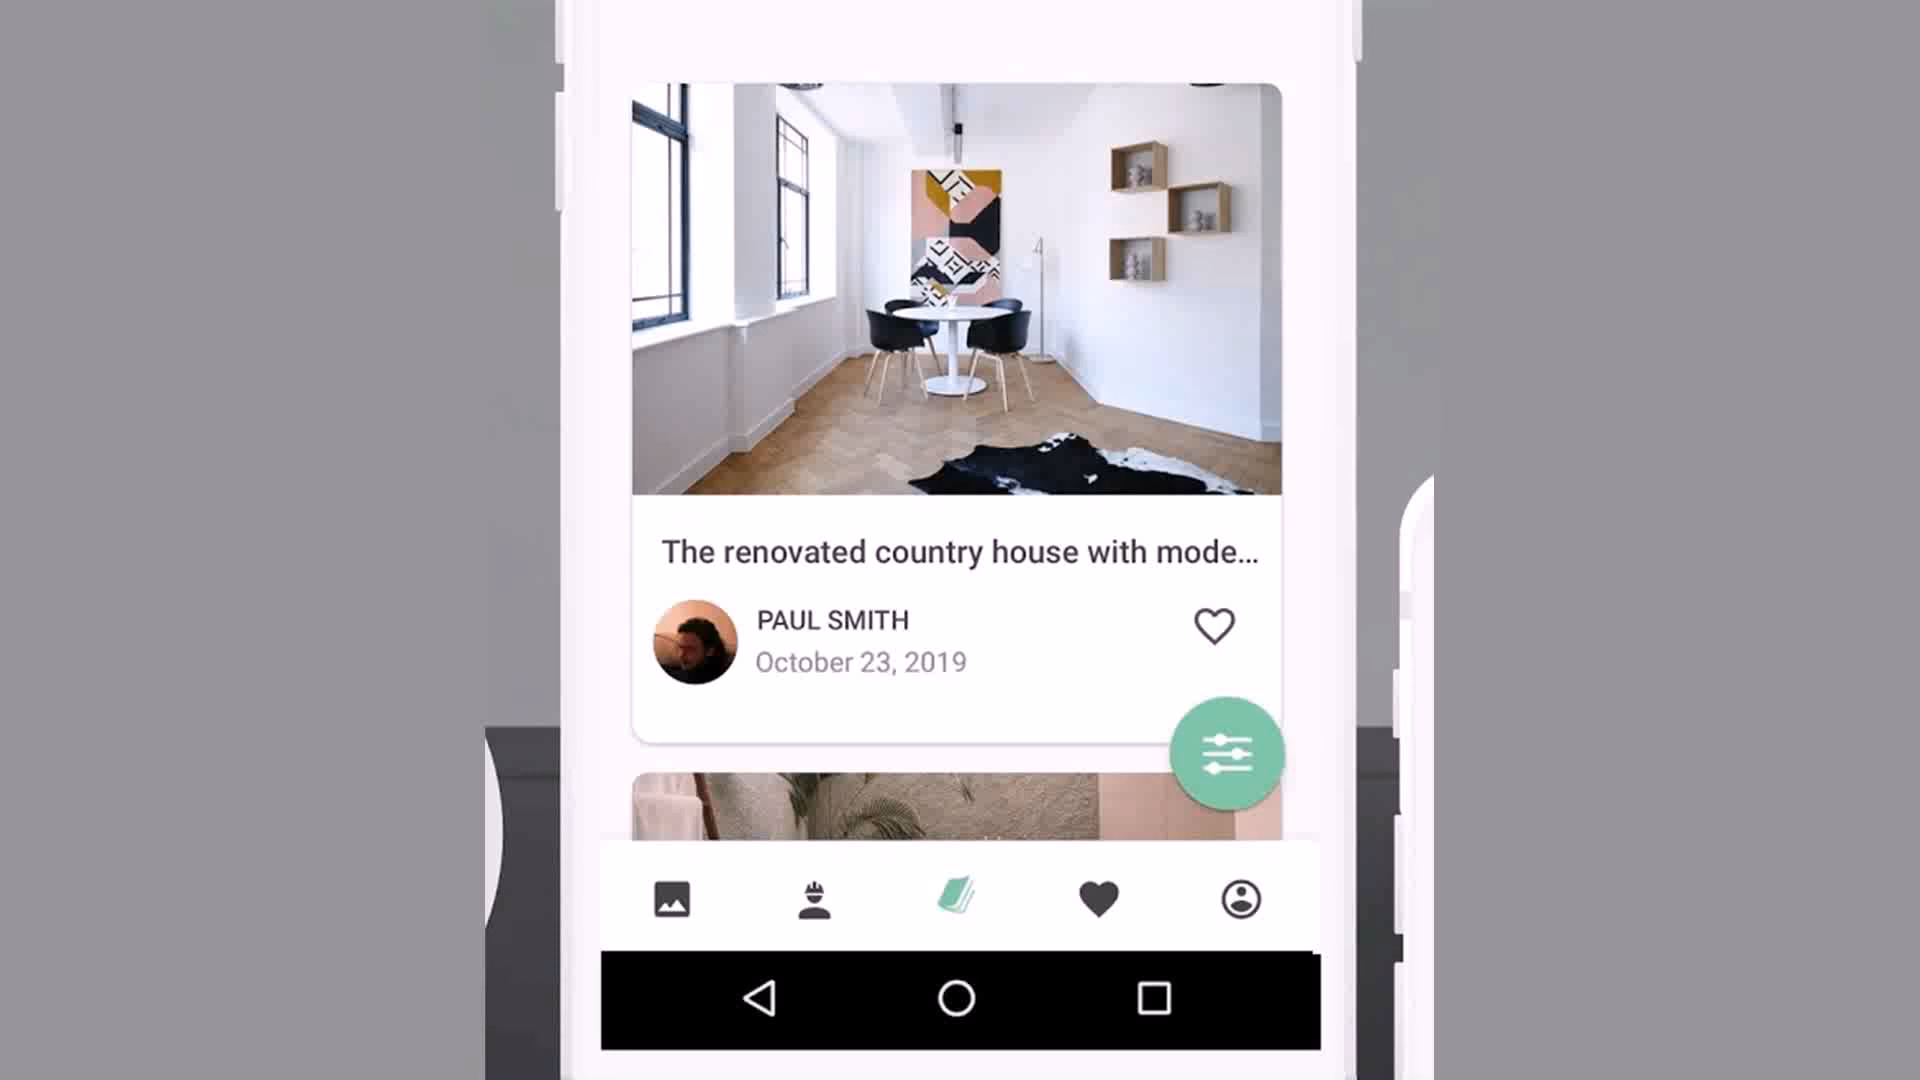 The renovated country house with mode...
PAUL SMITH
October 23, 2019